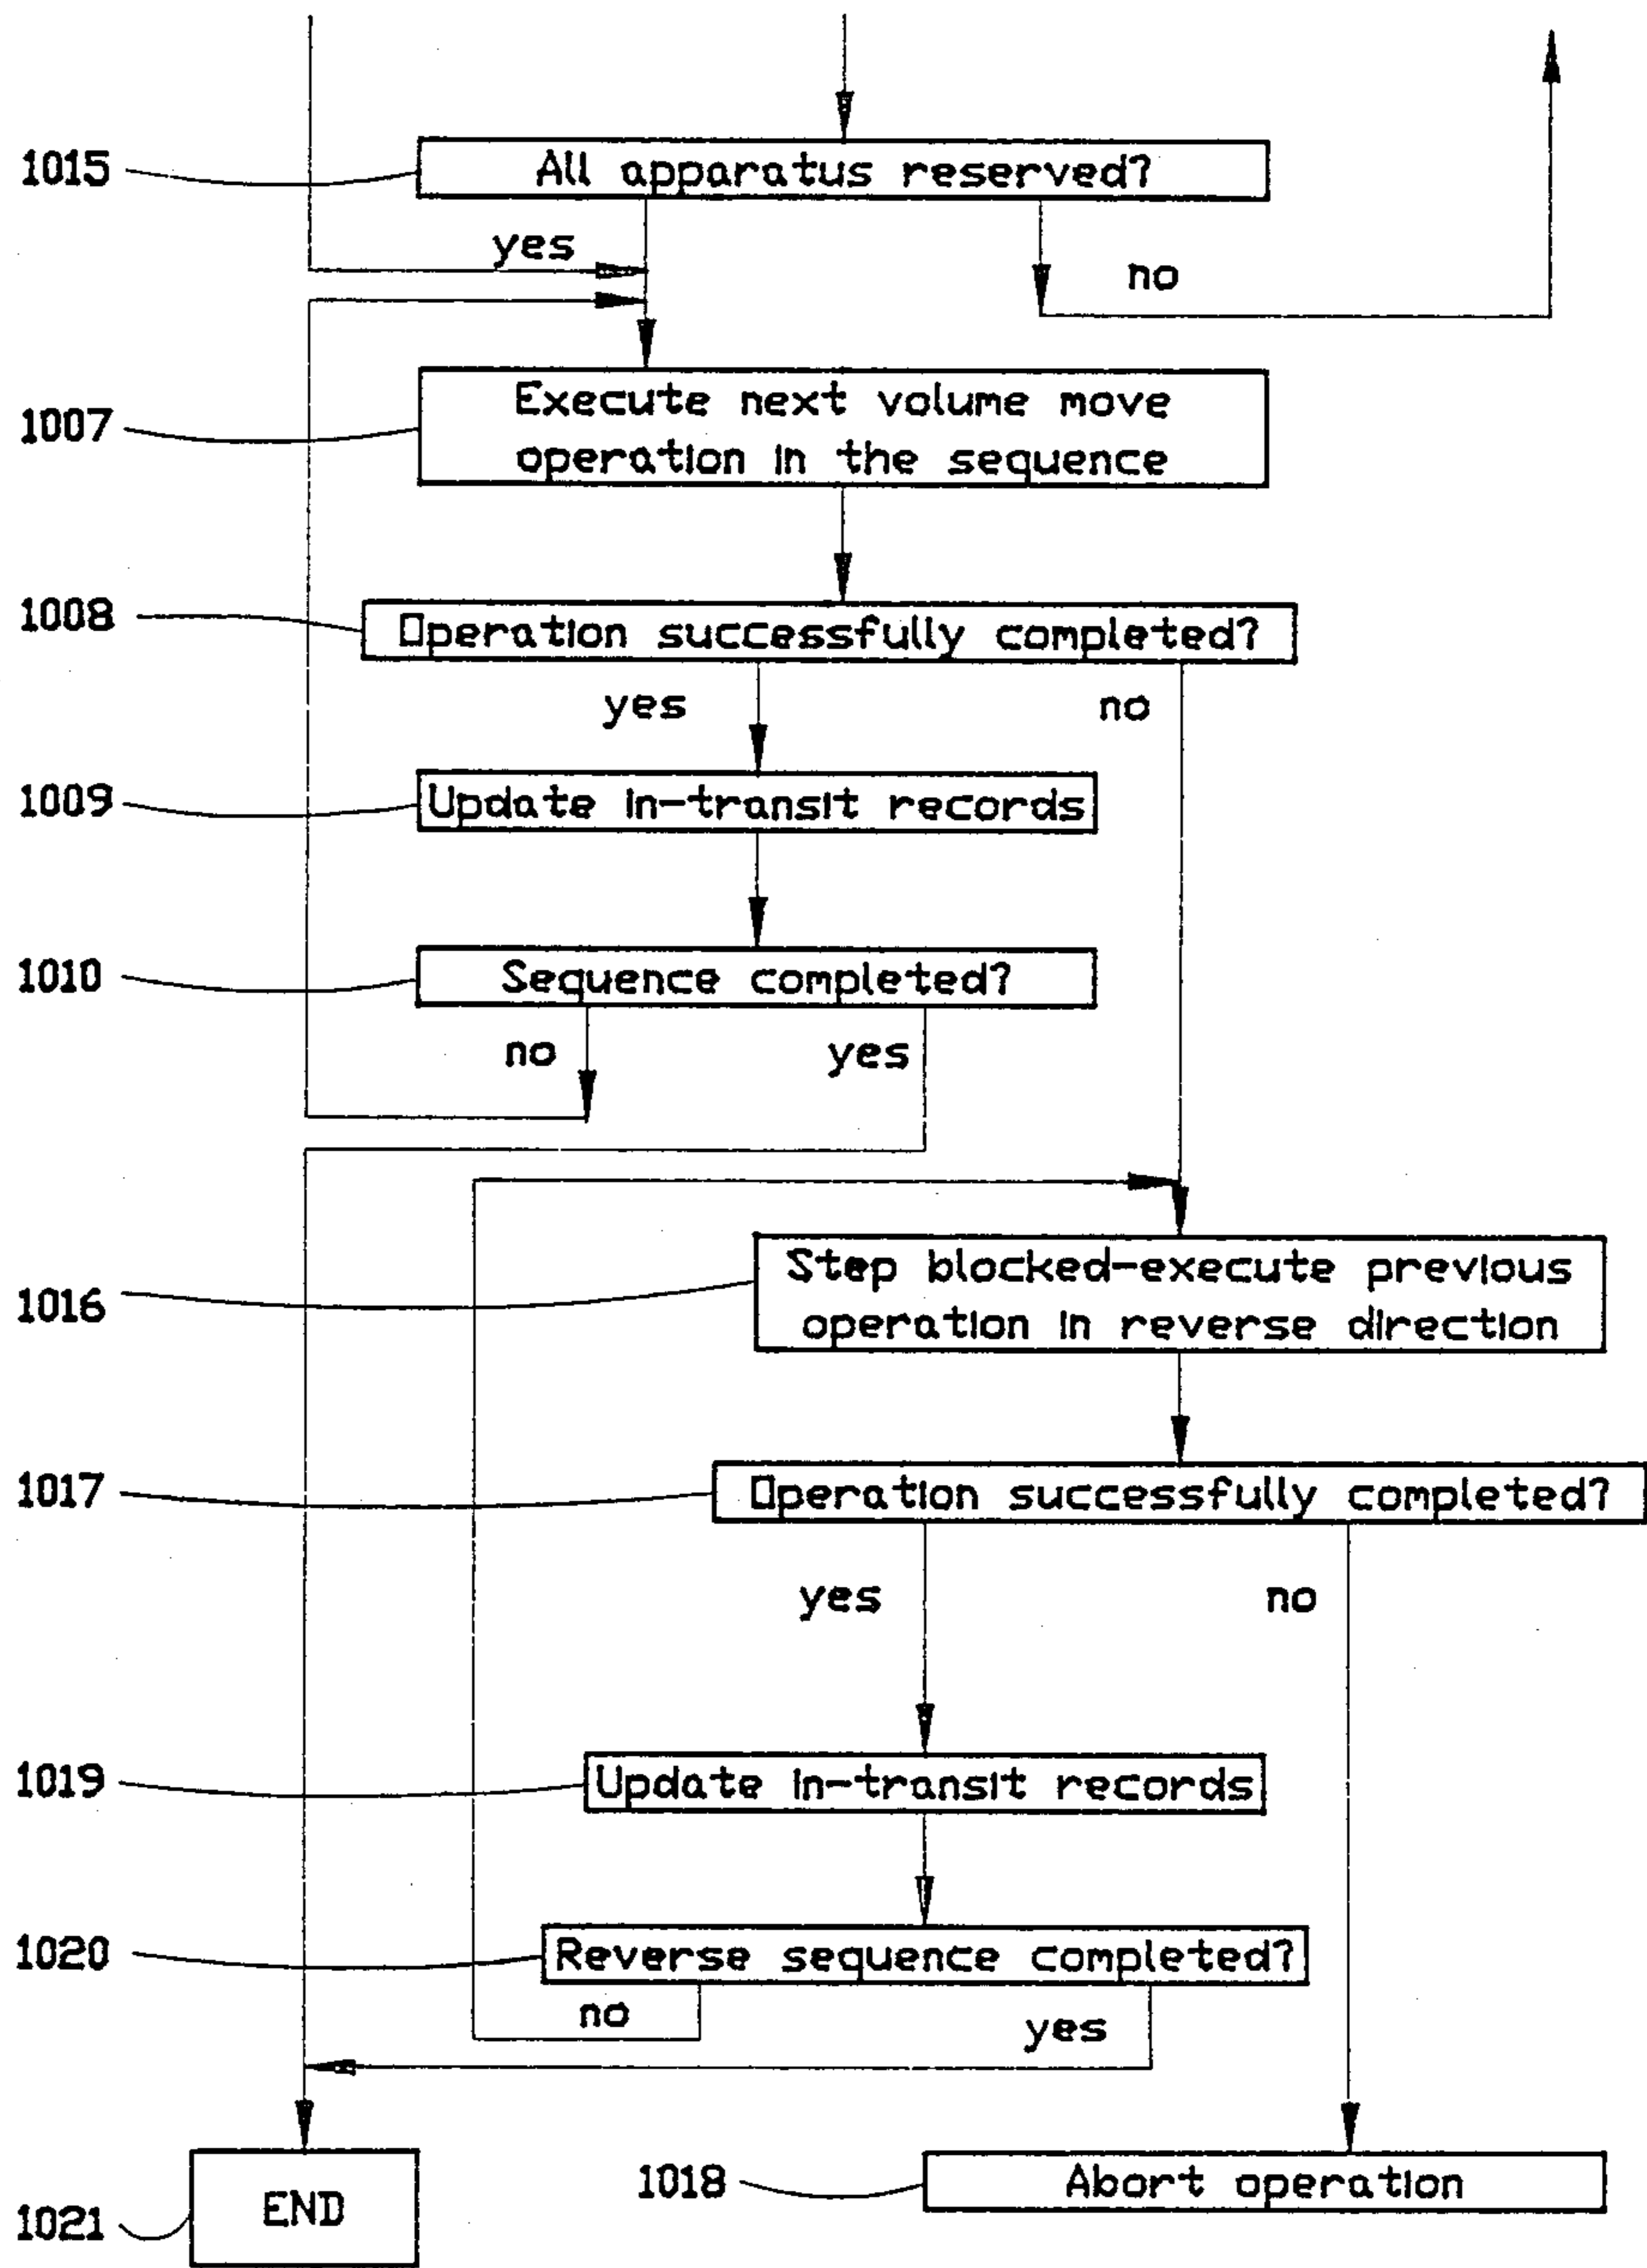 1015
All apparatus reserved?
yes
no
1007
Execute next volume move
operation in the sequence
1008
Operation successfully completed?
yes
no
1009
Update in-transit records
1010
Sequence completed?
no
yes
1016
Step blocked-execute previous
operation in reverse direction
1017
Operation successfully completed?
yes
no
1019
Update in-transit records
1020
Reverse sequence completed?
no
yes
1021
END
1018
Abort operation